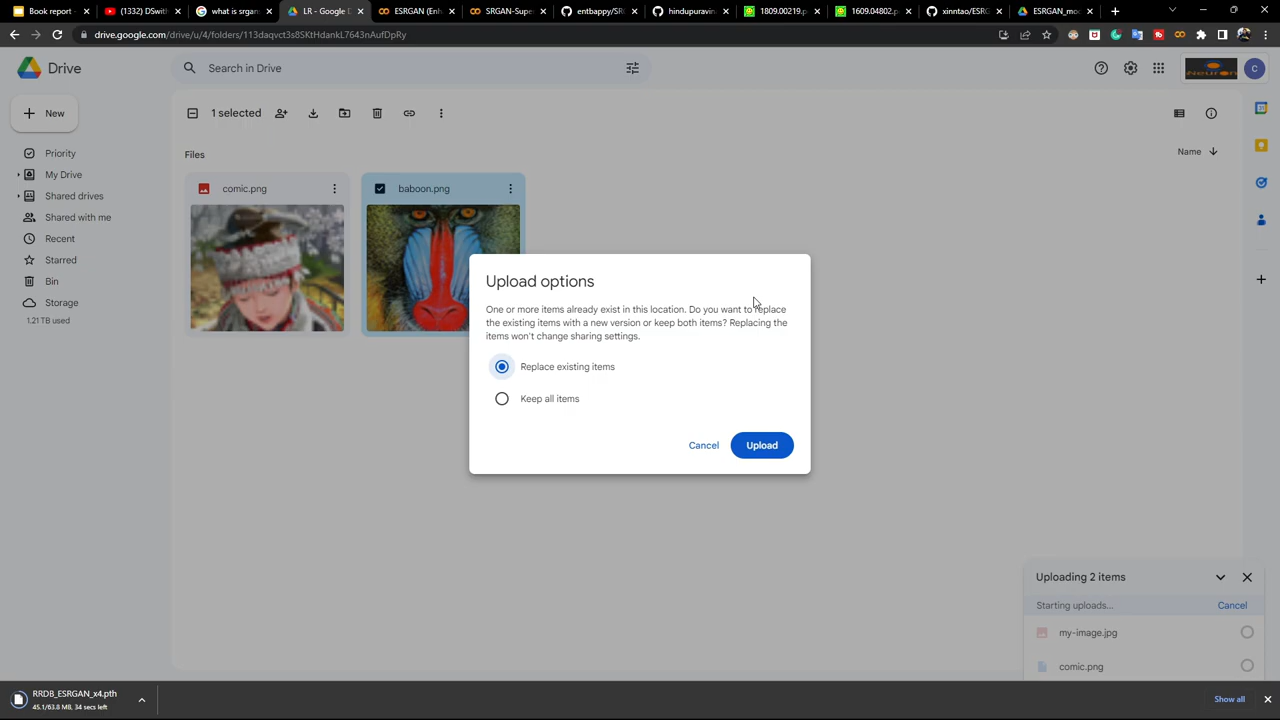 Book report -
(1332) DSwith
what is srgan
LR - Google D
ESRGAN (Enh
SRGAN-Super
entbappy/SRG
hindupuravina
1809.00219.p
1609.04802.p
xinntao/ESRG
ESRGAN_mod
drive.google.com/drive/u/4/folders/113daqvct3s8SKtHdankL7643nAufDpRy
Drive
Search in Drive
C
New
1 selected
Priority
Files
Name
My Drive
Shared drives
comic.png
baboon.png
Shared with me
Recent
Starred
Bin
Storage
1.21 TB used
Upload options
One or more items already exist in this location. Do you want to replace
the existing items with a new version or keep both items? Replacing the
items won't change sharing settings.
Replace existing items
Keep all items
Cancel
Upload
Uploading 2 items
Starting uploads...
Cancel
my-image.jpg
comic.png
RRDB_ESRGAN_x4.pth
45.1/63.8 MB, 34 secs left
Show all